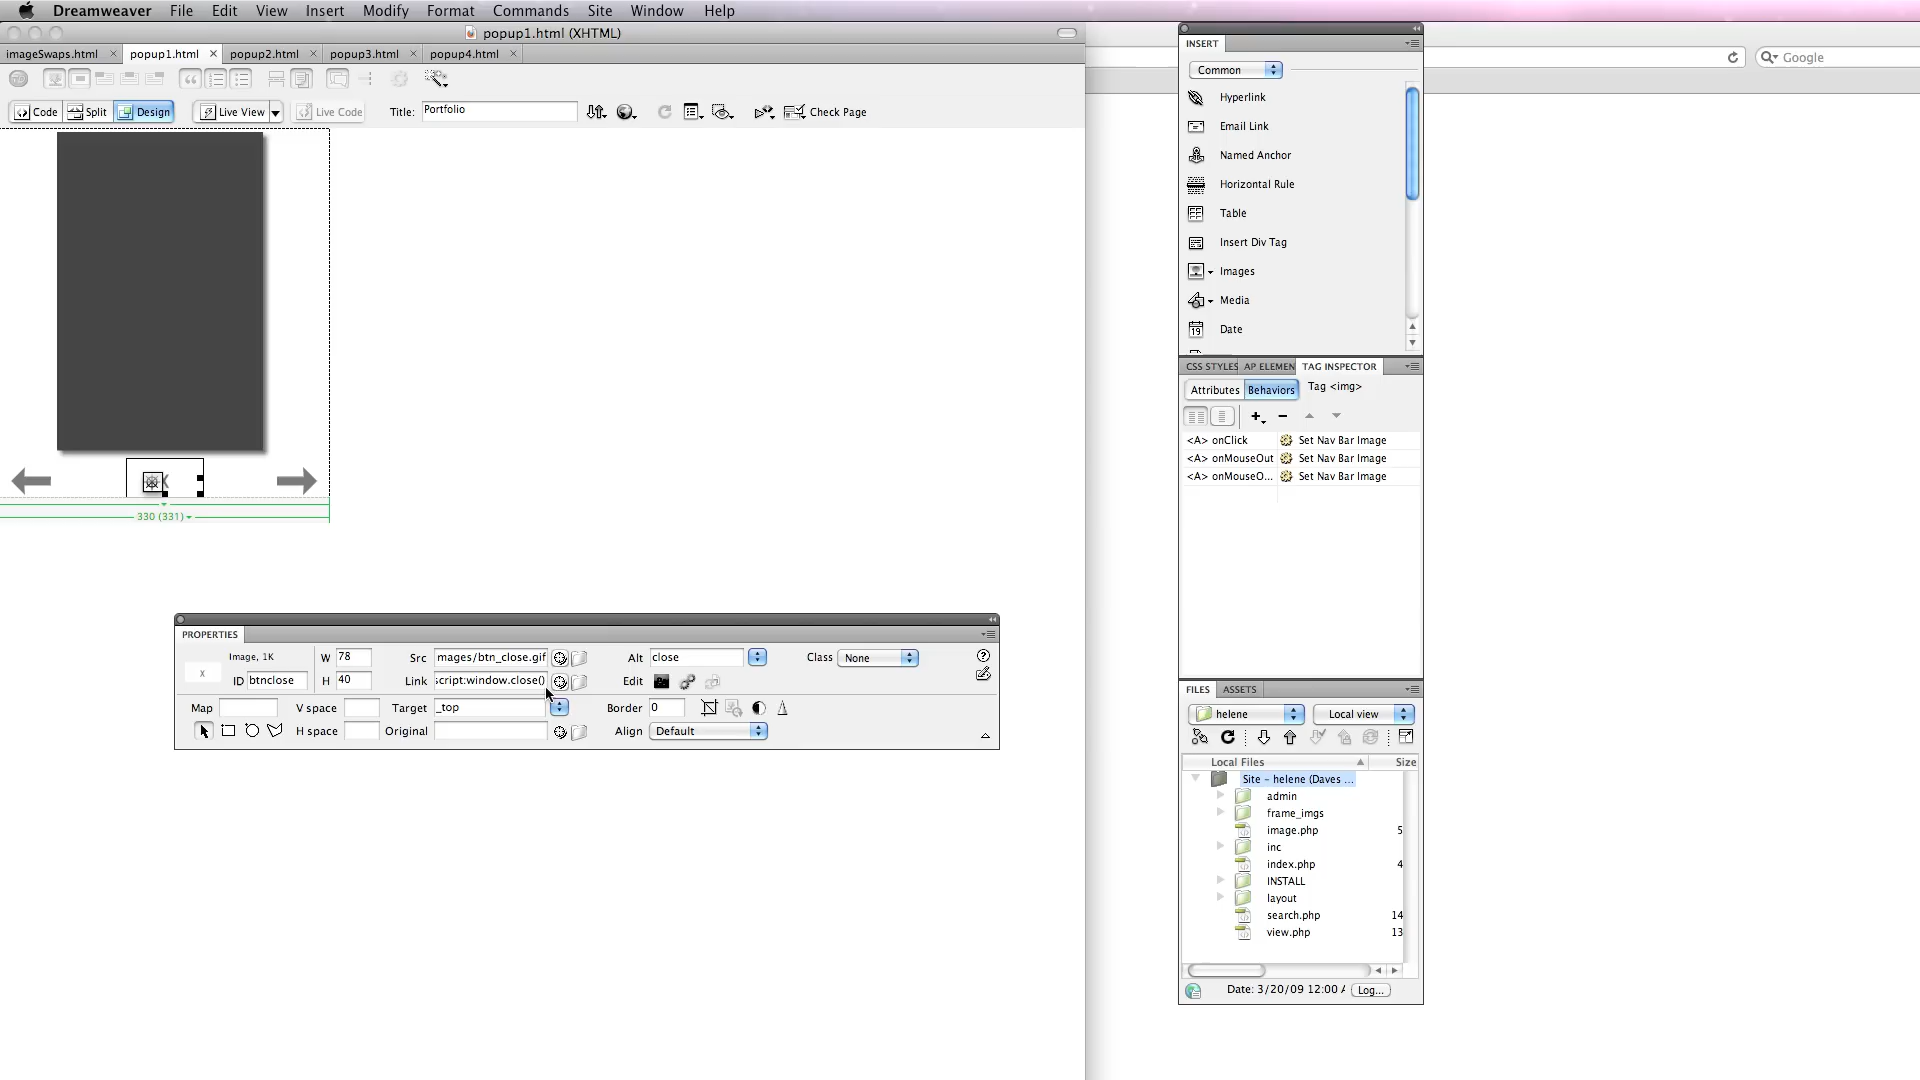 Dreamweaver File Edit View Insert Modify Format Commands Site Window Help
popup1.html (XHTML)
imageSwaps.html popup1.html popup2.html popup3.html popup4.html
Code Split Design Live View Live Code Title: Portfolio Check Page
330 (331)
PROPERTIES
Image, 1K W 78 Src mages/btn_close.gif Alt close Class None
x
ID btnclose H 40 Link script:window.close() Edit
Map V space Target _top Border 0
H space Original Align Default
Google
INSERT
Common
Hyperlink
Email Link
Named Anchor
Horizontal Rule
Table
Insert Div Tag
Images
Media
19 Date
CSS STYLES AP ELEMEN TAG INSPECTOR
Attributes Behaviors Tag <img>
<A> onClick Set Nav Bar Image
<A> onMouseOut Set Nav Bar Image
<A> onMouseO... Set Nav Bar Image
FILES ASSETS
helene Local view
Local Files Size
Site - helene (Daves ...
admin
frame_imgs
image.php 5
inc
index.php 4
INSTALL
layout
search.php 14
view.php 13
Date: 3/20/09 12:00 A Log...